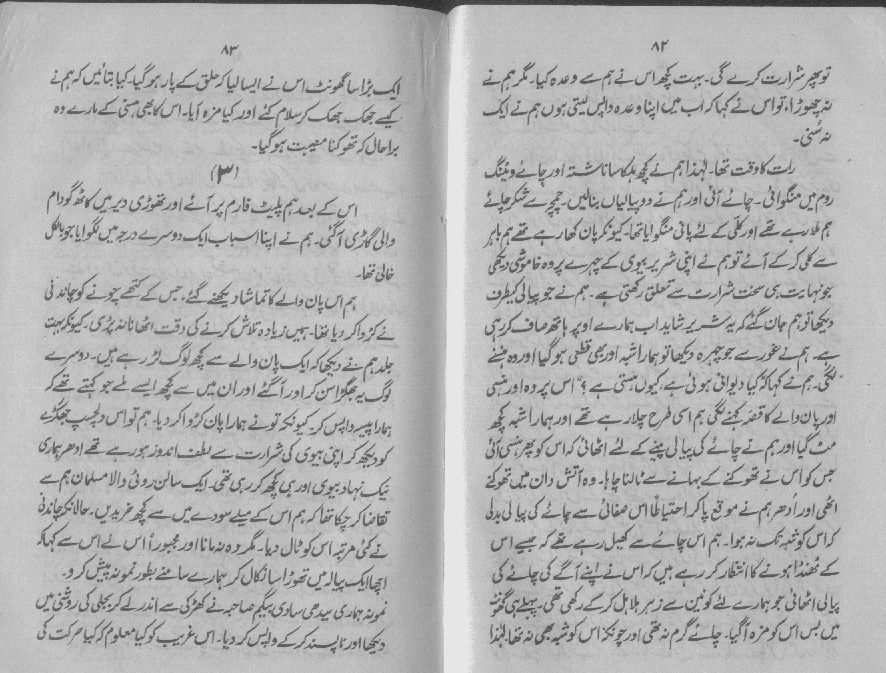 ۸۲
تو پھر شرارت کرے گی۔ بہت کچھ اس نے ہم سے وعدہ کیا۔ مگر ہم نے
نہ چھوڑا، تو اس نے کہا کہ اب میں اپنا وعدہ واپس لیتی ہوں ہم نے ایک
نہ سُنی۔
رات کا وقت تھا۔ لہٰذا ہم نے کچھ ہلکا سا ناشتہ اور چائے ویٹنگ
روم میں منگوائی۔ چائے آئی اور ہم نے دو پیالیاں بنالیں۔ چمچے سے شکر چائے
ہم ملا رہے تھے اور کلّی کے لئے پانی منگوایا تھا۔ کیونکہ پان کھا رہے تھے ہم باہر
سے کلی کر کے آئے تو ہم نے اپنی شریر بیوی کے چہرے پر وہ خاموشی دیکھی
جو نہایت ہی سخت شرارت سے تعلق رکھتی ہے۔ ہم نے جو پیالی کیطرف
دیکھا تو ہم جان گئے کہ یہ شریر شاید اب ہمارے اوپر ہاتھ صاف کر رہی
ہے۔ ہم نے غور سے جو چہرہ دیکھا تو ہمارا شبہ اور بھی قطعی ہو گیا اور وہ ہنسنے
لگی۔ ہم نے کہا کہ "کیا دیوانی ہوئی ہے، کیوں ہنستی ہے؟" اس پر وہ اور ہنسی
اور پان والے کا قصّہ کہنے لگی ہم اسی طرح چلا رہے تھے اور ہمارا شبہ کچھ
مٹ گیا اور ہم نے چائے کی پیالی پینے کے لئے اٹھائی کہ اس کو پھر ہنسی آئی
جس کو اس نے تھوکنے کے بہانے سے ٹالنا چاہا۔ وہ آتش دان میں تھوکنے
اٹھی اور اُدھر ہم نے موقع پا کر احتیاطاً اس صفائی سے چائے کی پیالی بدلی
کہ اس کو شبہ تک نہ ہوا۔ ہم اس چائے سے کھیل رہے تھے کہ جیسے اس
کے ٹھنڈا ہونے کا انتظار کر رہے ہیں کہ اس نے اپنے آگے کی چائے کی
پیالی اٹھائی جو ہمارے لئے کونین سے زہر ہلاہل کر کے رکھی تھی۔ پہلے ہی گھونٹ
میں بس اس کو مزہ آگیا۔ چائے گرم نہ تھی اور چونکہ اس کو شبہ بھی نہ تھا۔ لہٰذا
۸۳
ایک بڑا سا گھونٹ اس نے ایسا لیا کہ حلق کے پار ہو گیا۔ کیا بتائیں کہ ہم نے
کیسے جھک جھک کر سلام کئے اور کیا مزہ آیا۔ اس کا بھی ہنسی کے مارے وہ
برا حال کہ تھوکنا مصیبت ہو گیا۔
(۳)
اس کے بعد ہم پلیٹ فارم پر آئے اور تھوڑی دیر میں کاٹھ گودام
والی گاڑی آگئی۔ ہم نے اپنا اسباب ایک دوسرے درجہ میں لگوایا جو بالکل
خالی تھا۔
ہم اس پان والے کا تماشا دیکھنے گئے، جس کے کتھے چونے کو چاندنی
نے کڑوا کر دیا تھا۔ ہمیں زیادہ تلاش کرنے کی دقت اٹھانا نہ پڑی۔ کیونکہ بہت
جلد ہم نے دیکھا کہ ایک پان والے سے کچھ لوگ لڑ رہے ہیں۔ دوسرے
لوگ یہ جھگڑا سن کر اور آگئے اور ان میں سے کچھ ایسے ملے جو کہتے تھے کہ
ہمارا پیسہ واپس کر۔ کیونکہ تو نے ہمارا پان کڑوا کر دیا۔ ہم تو اس دلچسپ جھگڑے
کو دیکھ کر اپنی بیوی کی شرارت سے لطف اندوز ہو رہے تھے ادھر ہماری
نیک نہاد بیوی اور ہی کچھ کر رہی تھی۔ ایک سالن روٹی والا مسلمان ہم سے
تقاضا کر چکا تھا کہ ہم اس کے میلے سودے میں سے کچھ خریدیں۔ حالانکہ چاندنی
نے کئی مرتبہ اس کو ٹال دیا۔ مگر وہ نہ مانا اور مجبوراً اس نے اس سے کہا کہ
اچھا ایک پیالہ میں تھوڑا سا نکال کر ہمارے سامنے بطور نمونہ پیش کرو۔
نمونہ ہماری سیدھی سادی بیگم صاحبہ نے کھڑکی سے اندر لے کر بجلی کی روشنی میں
دیکھا اور ناپسند کر کے واپس کر دیا۔ اس غریب کو کیا معلوم کہ کیا حرکت کی